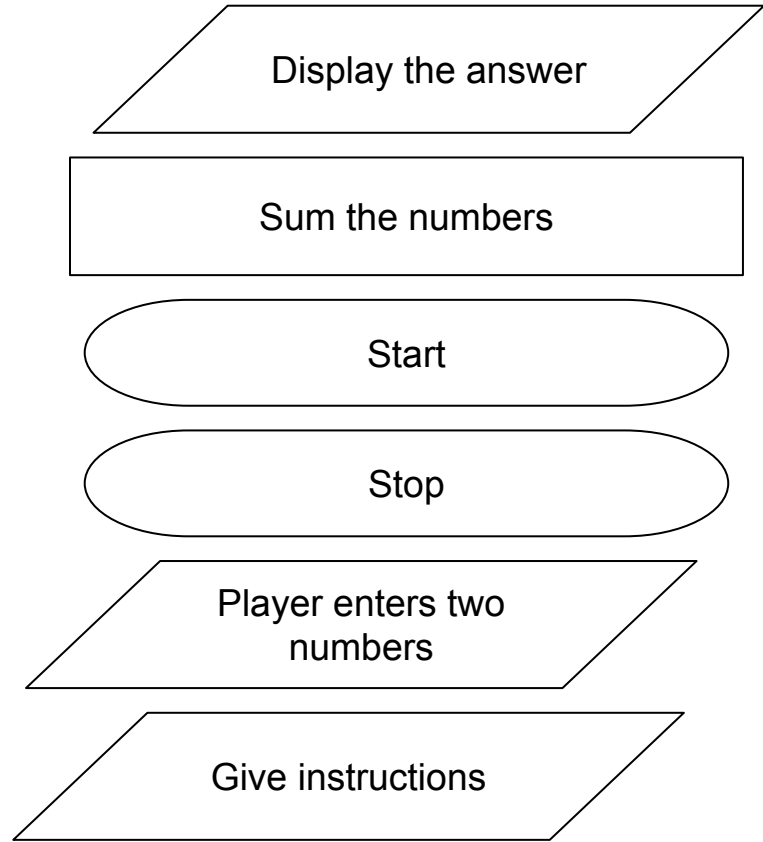 Display the answer
Sum the numbers
Start
Stop
Player enters two
numbers
Give instructions